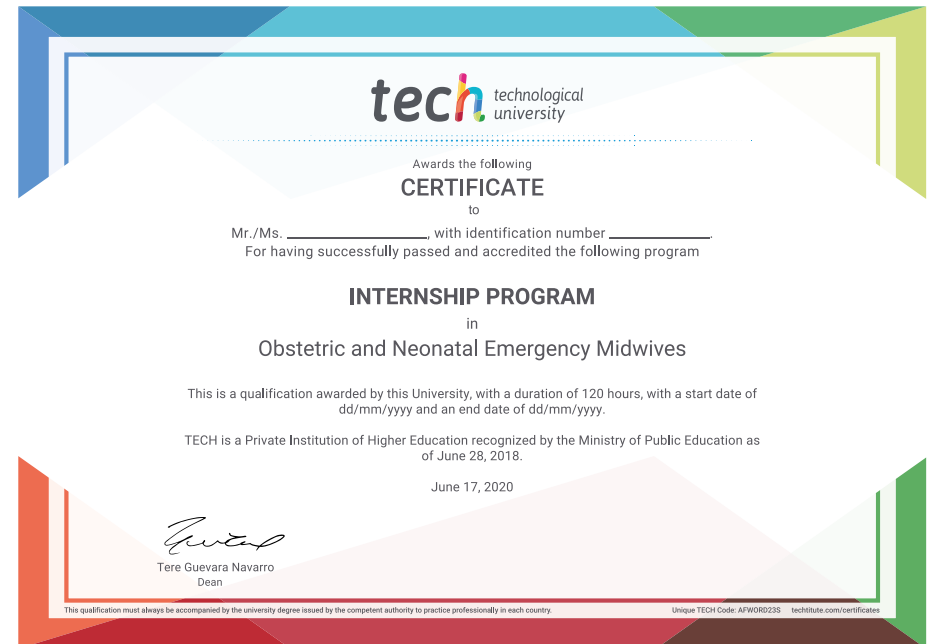 tech technological
university
Awards the following
CERTIFICATE
to
Mr./Ms. ____________________, with identification number ______________.
For having successfully passed and accredited the following program
INTERNSHIP PROGRAM
in
Obstetric and Neonatal Emergency Midwives
This is a qualification awarded by this University, with a duration of 120 hours, with a start date of
dd/mm/yyyy and an end date of dd/mm/yyyy.
TECH is a Private Institution of Higher Education recognized by the Ministry of Public Education as
of June 28, 2018.
June 17, 2020
Tere Guevara Navarro
Dean
This qualification must always be accompanied by the university degree issued by the competent authority to practice professionally in each country.
Unique TECH Code: AFWORD23S techtitute.com/certificates